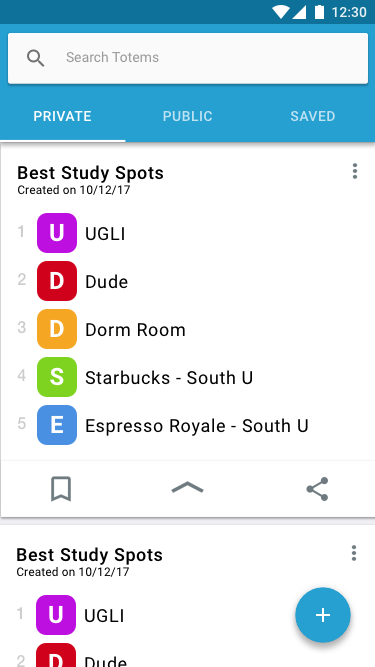 12:30
Search Totems
PRIVATE PUBLIC SAVED
Best Study Spots
Created on 10/12/17
1 U UGLI
2 D Dude
3 D Dorm Room
4 S Starbucks - South U
5 E Espresso Royale - South U
Best Study Spots
Created on 10/12/17
1 U UGLI
2 D Dude